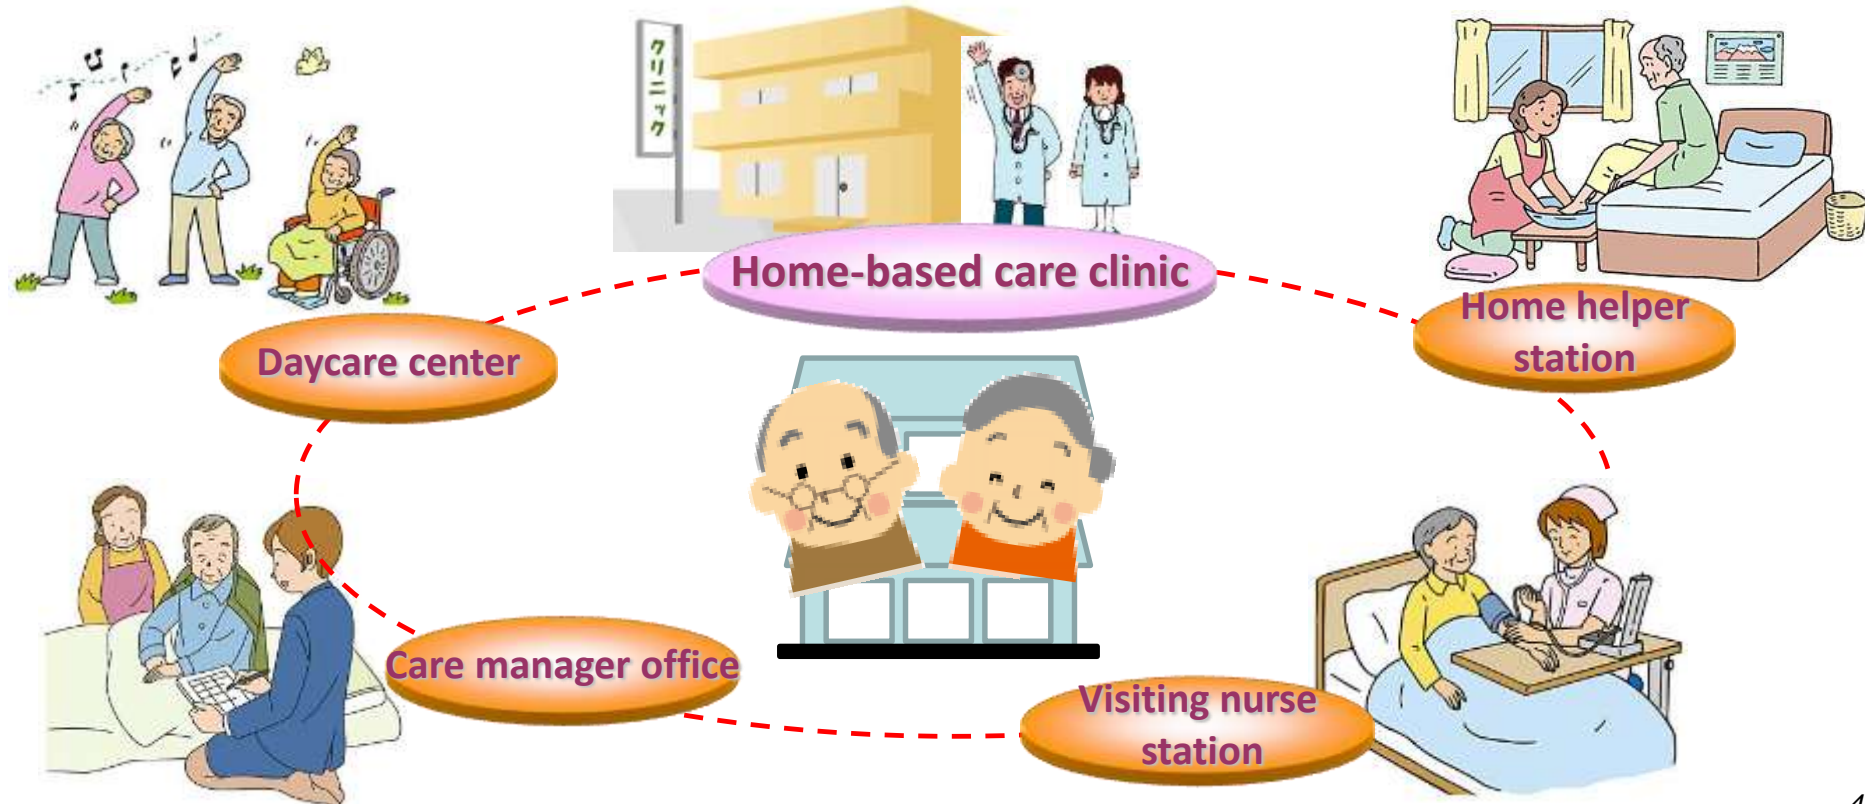 クリニック
Home-based care clinic
Home helper
station
Daycare center
Care manager office
Visiting nurse
station